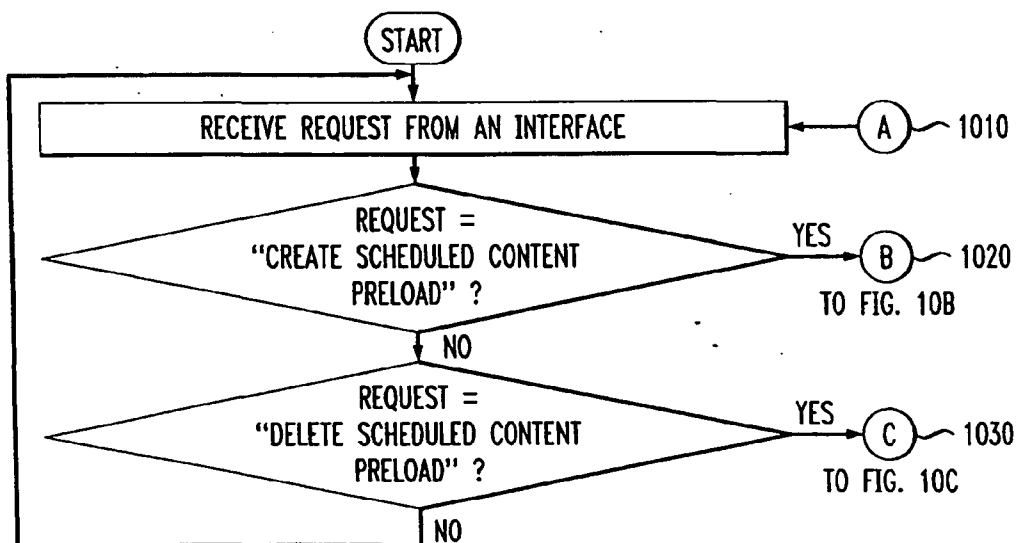 START
RECEIVE REQUEST FROM AN INTERFACE
A
1010
REQUEST =
"CREATE SCHEDULED CONTENT
PRELOAD" ?
YES
B
1020
TO FIG. 10B
NO
REQUEST =
"DELETE SCHEDULED CONTENT
PRELOAD" ?
YES
C
1030
TO FIG. 10C
NO